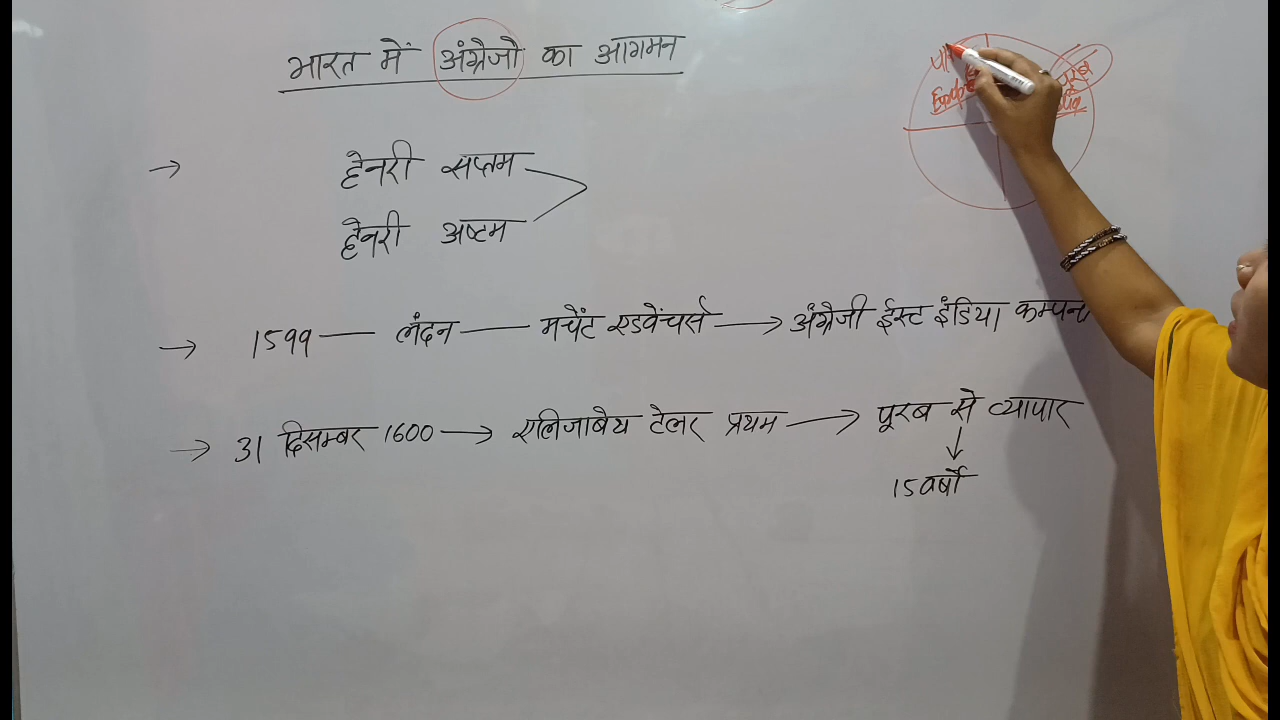 भारत में अंग्रेजो का आगमन
→ हेनरी सप्तम
हेनरी अष्टम
→ 1599 — लंदन — मर्चेंट एडवेंचर्स → अंग्रेजी ईस्ट इंडिया कम्पनी
→ 31 दिसम्बर 1600 → एलिजाबेथ टेलर प्रथम → पूरब से व्यापार
↓
15 वर्षो